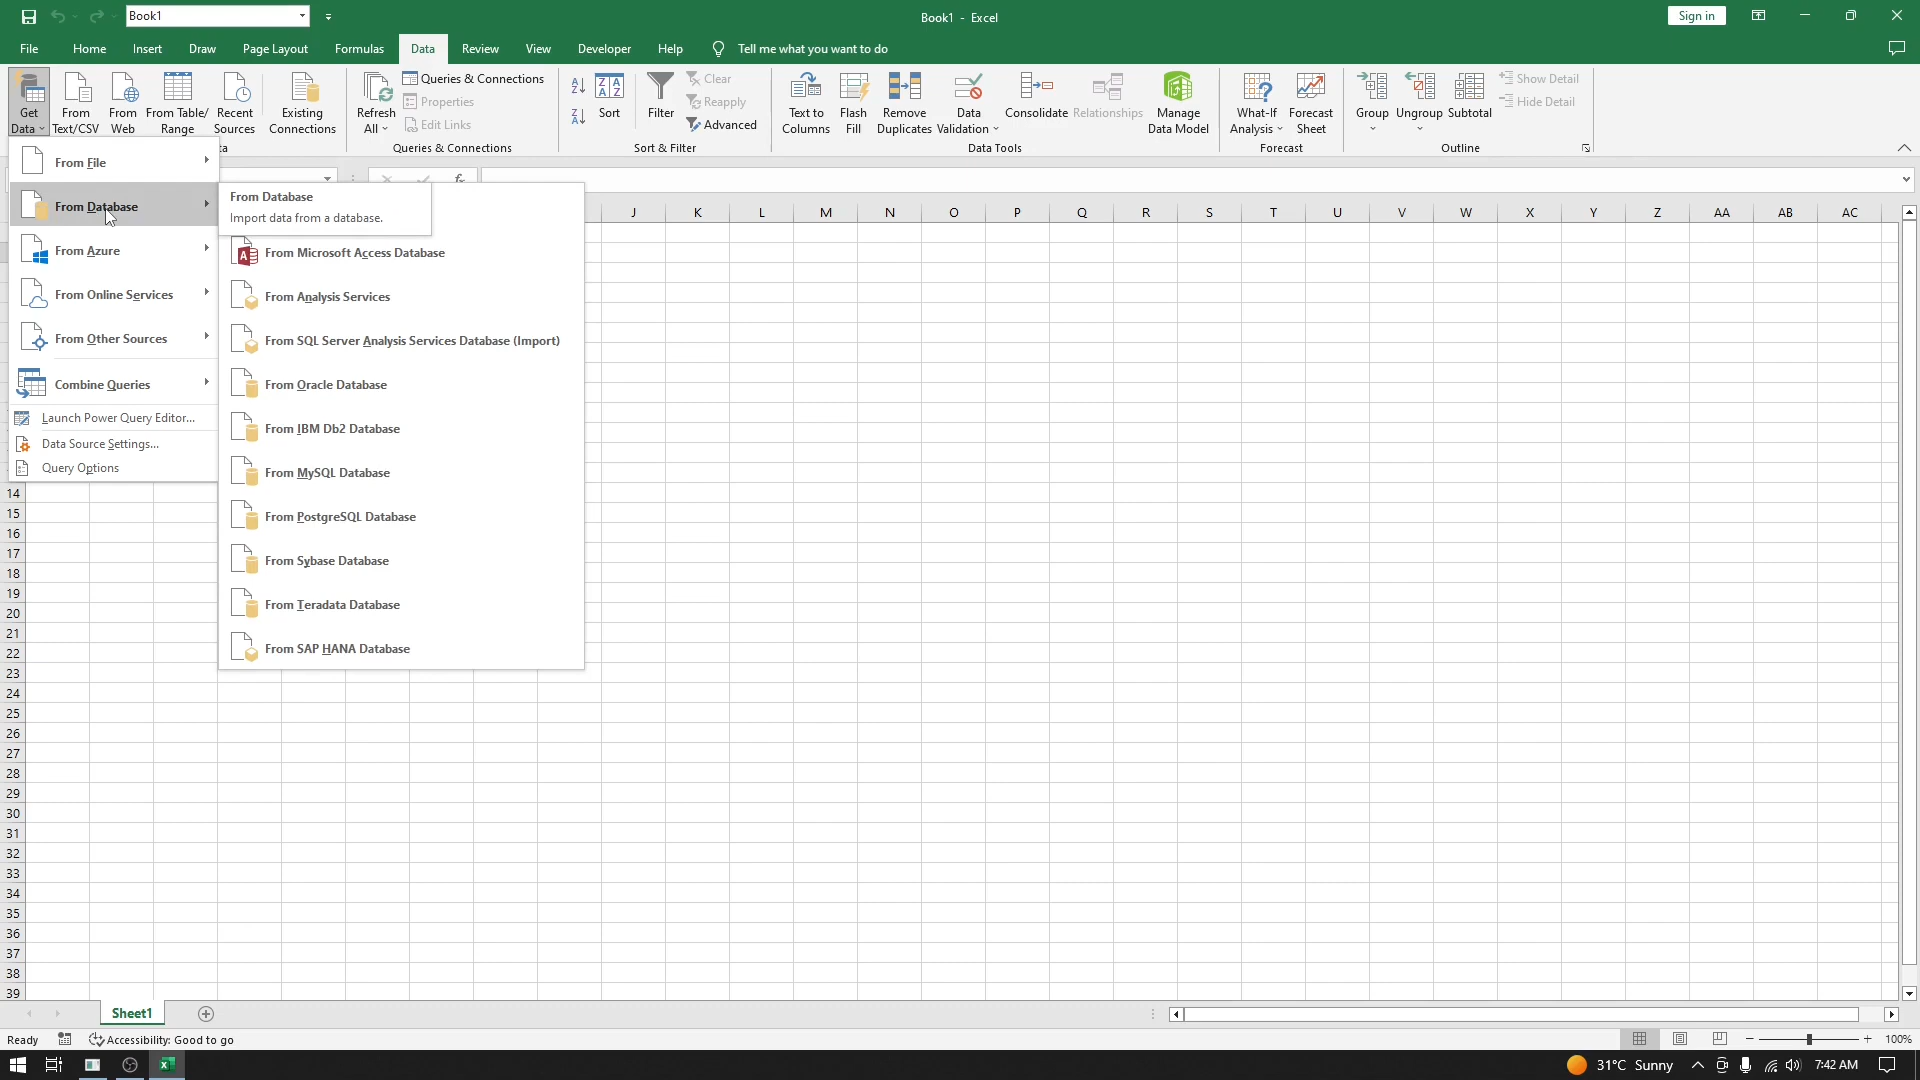 Book1
Book1 - Excel
Sign in
File
Home
Insert
Draw
Page Layout
Formulas
Data
Review
View
Developer
Help
Tell me what you want to do
Get
Data
From
Text/CSV
From
Web
From Table/
Range
Recent
Sources
Existing
Connections
Refresh
All
Queries & Connections
Properties
Edit Links
Queries & Connections
Sort
Filter
Clear
Reapply
Advanced
Sort & Filter
Text to
Columns
Flash
Fill
Remove
Duplicates
Data
Validation
Consolidate
Relationships
Manage
Data Model
Data Tools
What-If
Analysis
Forecast
Sheet
Forecast
Group
Ungroup
Subtotal
Show Detail
Hide Detail
Outline
From File
From Database
From Azure
From Online Services
From Other Sources
Combine Queries
Launch Power Query Editor...
Data Source Settings...
Query Options
From Database
Import data from a database.
From Microsoft Access Database
From Analysis Services
From SQL Server Analysis Services Database (Import)
From Oracle Database
From IBM Db2 Database
From MySQL Database
From PostgreSQL Database
From Sybase Database
From Teradata Database
From SAP HANA Database
J K L M N O P Q R S T U V W X Y Z AA AB AC
14
15
16
17
18
19
20
21
22
23
24
25
26
27
28
29
30
31
32
33
34
35
36
37
38
39
Sheet1
Ready
Accessibility: Good to go
100%
31°C Sunny
7:42 AM